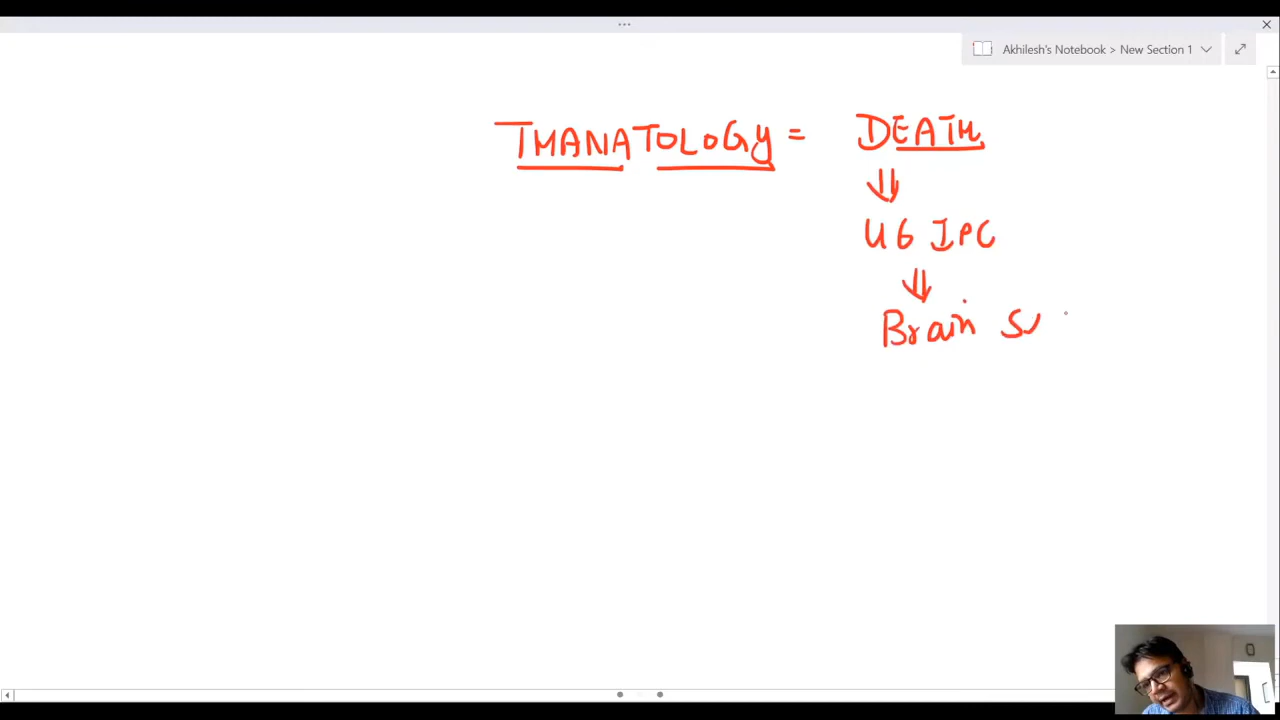 Akhilesh's Notebook > New Section 1
THANATOLOGY = DEATH
46 IPC
Brain